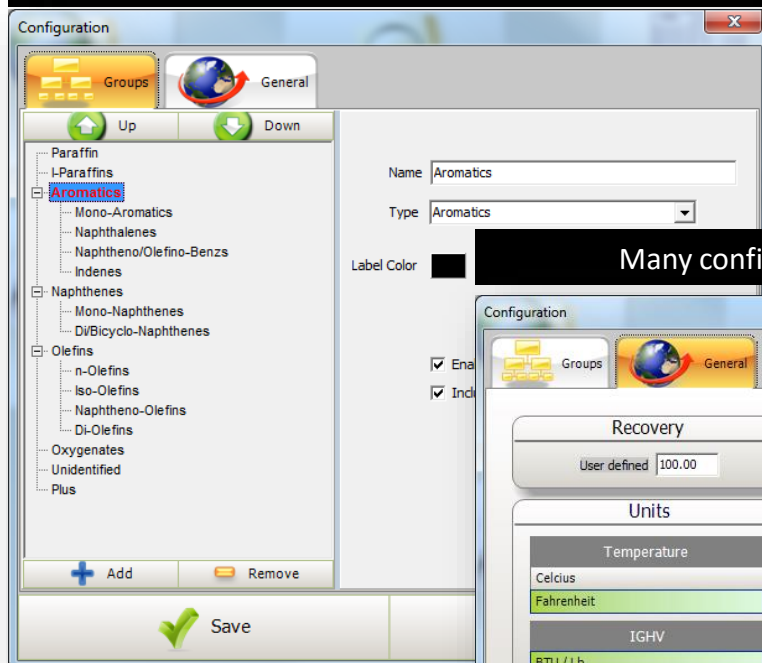 Configuration
Groups
General
Up
Down
Paraffin
I-Paraffins
Aromatics
Mono-Aromatics
Naphthalenes
Naphtheno/Olefino-Benzs
Indenes
Naphthenes
Mono-Naphthenes
Di/Bicyclo-Naphthenes
Olefins
n-Olefins
Iso-Olefins
Naphtheno-Olefins
Di-Olefins
Oxygenates
Unidentified
Plus
Add
Remove
Save
Name Aromatics
Type Aromatics
Label Color
Many confi
Configuration
Groups
General
Recovery
User defined 100.00
Units
Temperature
Celcius
Fahrenheit
IGHV
BTU / Lb